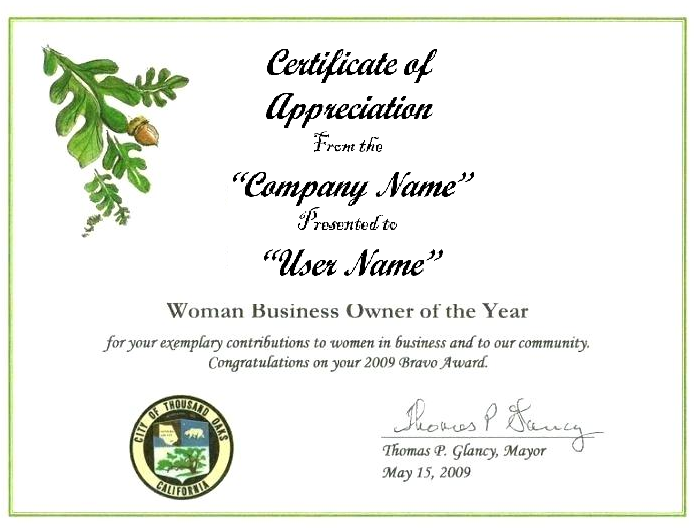 Certificate of
Appreciation
From the
“Company Name”
Presented to
“User Name”
Woman Business Owner of the Year
for your exemplary contributions to women in business and to our community.
Congratulations on your 2009 Bravo Award.
CITY OF THOUSAND OAKS
CALIFORNIA
Thomas P Glancy
Thomas P. Glancy, Mayor
May 15, 2009